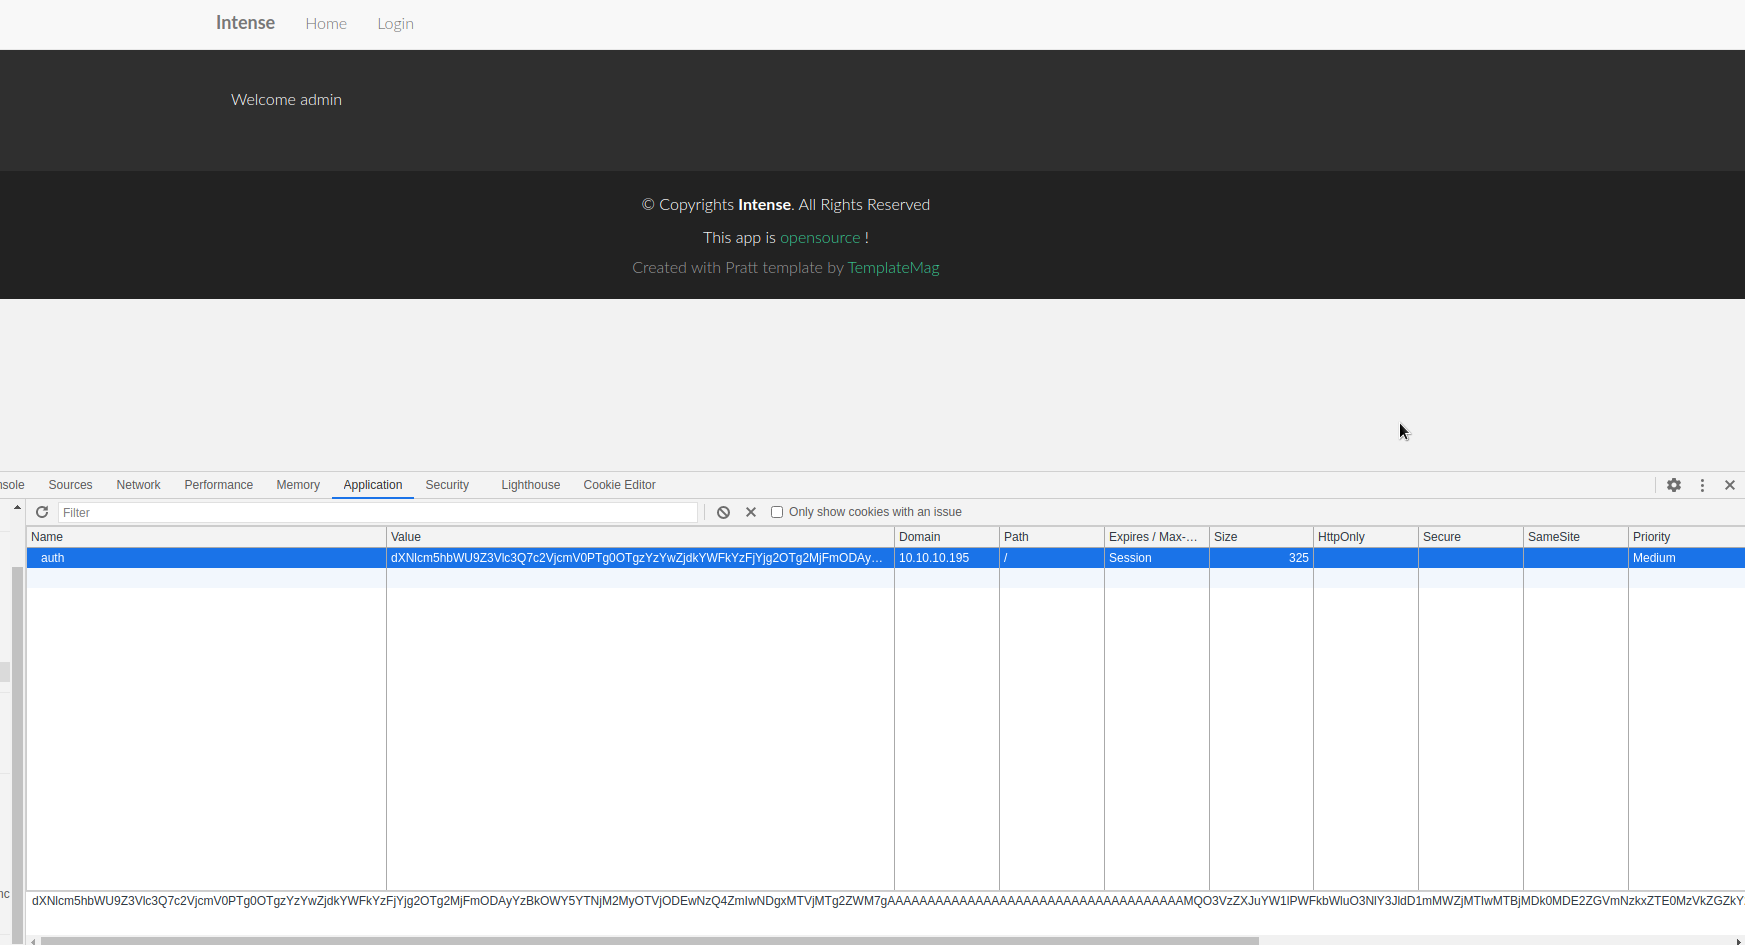 Intense Home Login
Welcome admin
© Copyrights Intense. All Rights Reserved
This app is opensource !
Created with Pratt template by TemplateMag
nsole Sources Network Performance Memory Application Security Lighthouse Cookie Editor
Filter Only show cookies with an issue
Name Value Domain Path Expires / Max-... Size HttpOnly Secure SameSite Priority
auth dXNlcm5hbWU9Z3Vlc3Q7c2VjcmV0PTg0OTgzYzYwZjdkYWFkYzFjYjg2OTg2MjFmODAy... 10.10.10.195 / Session 325 Medium
nc